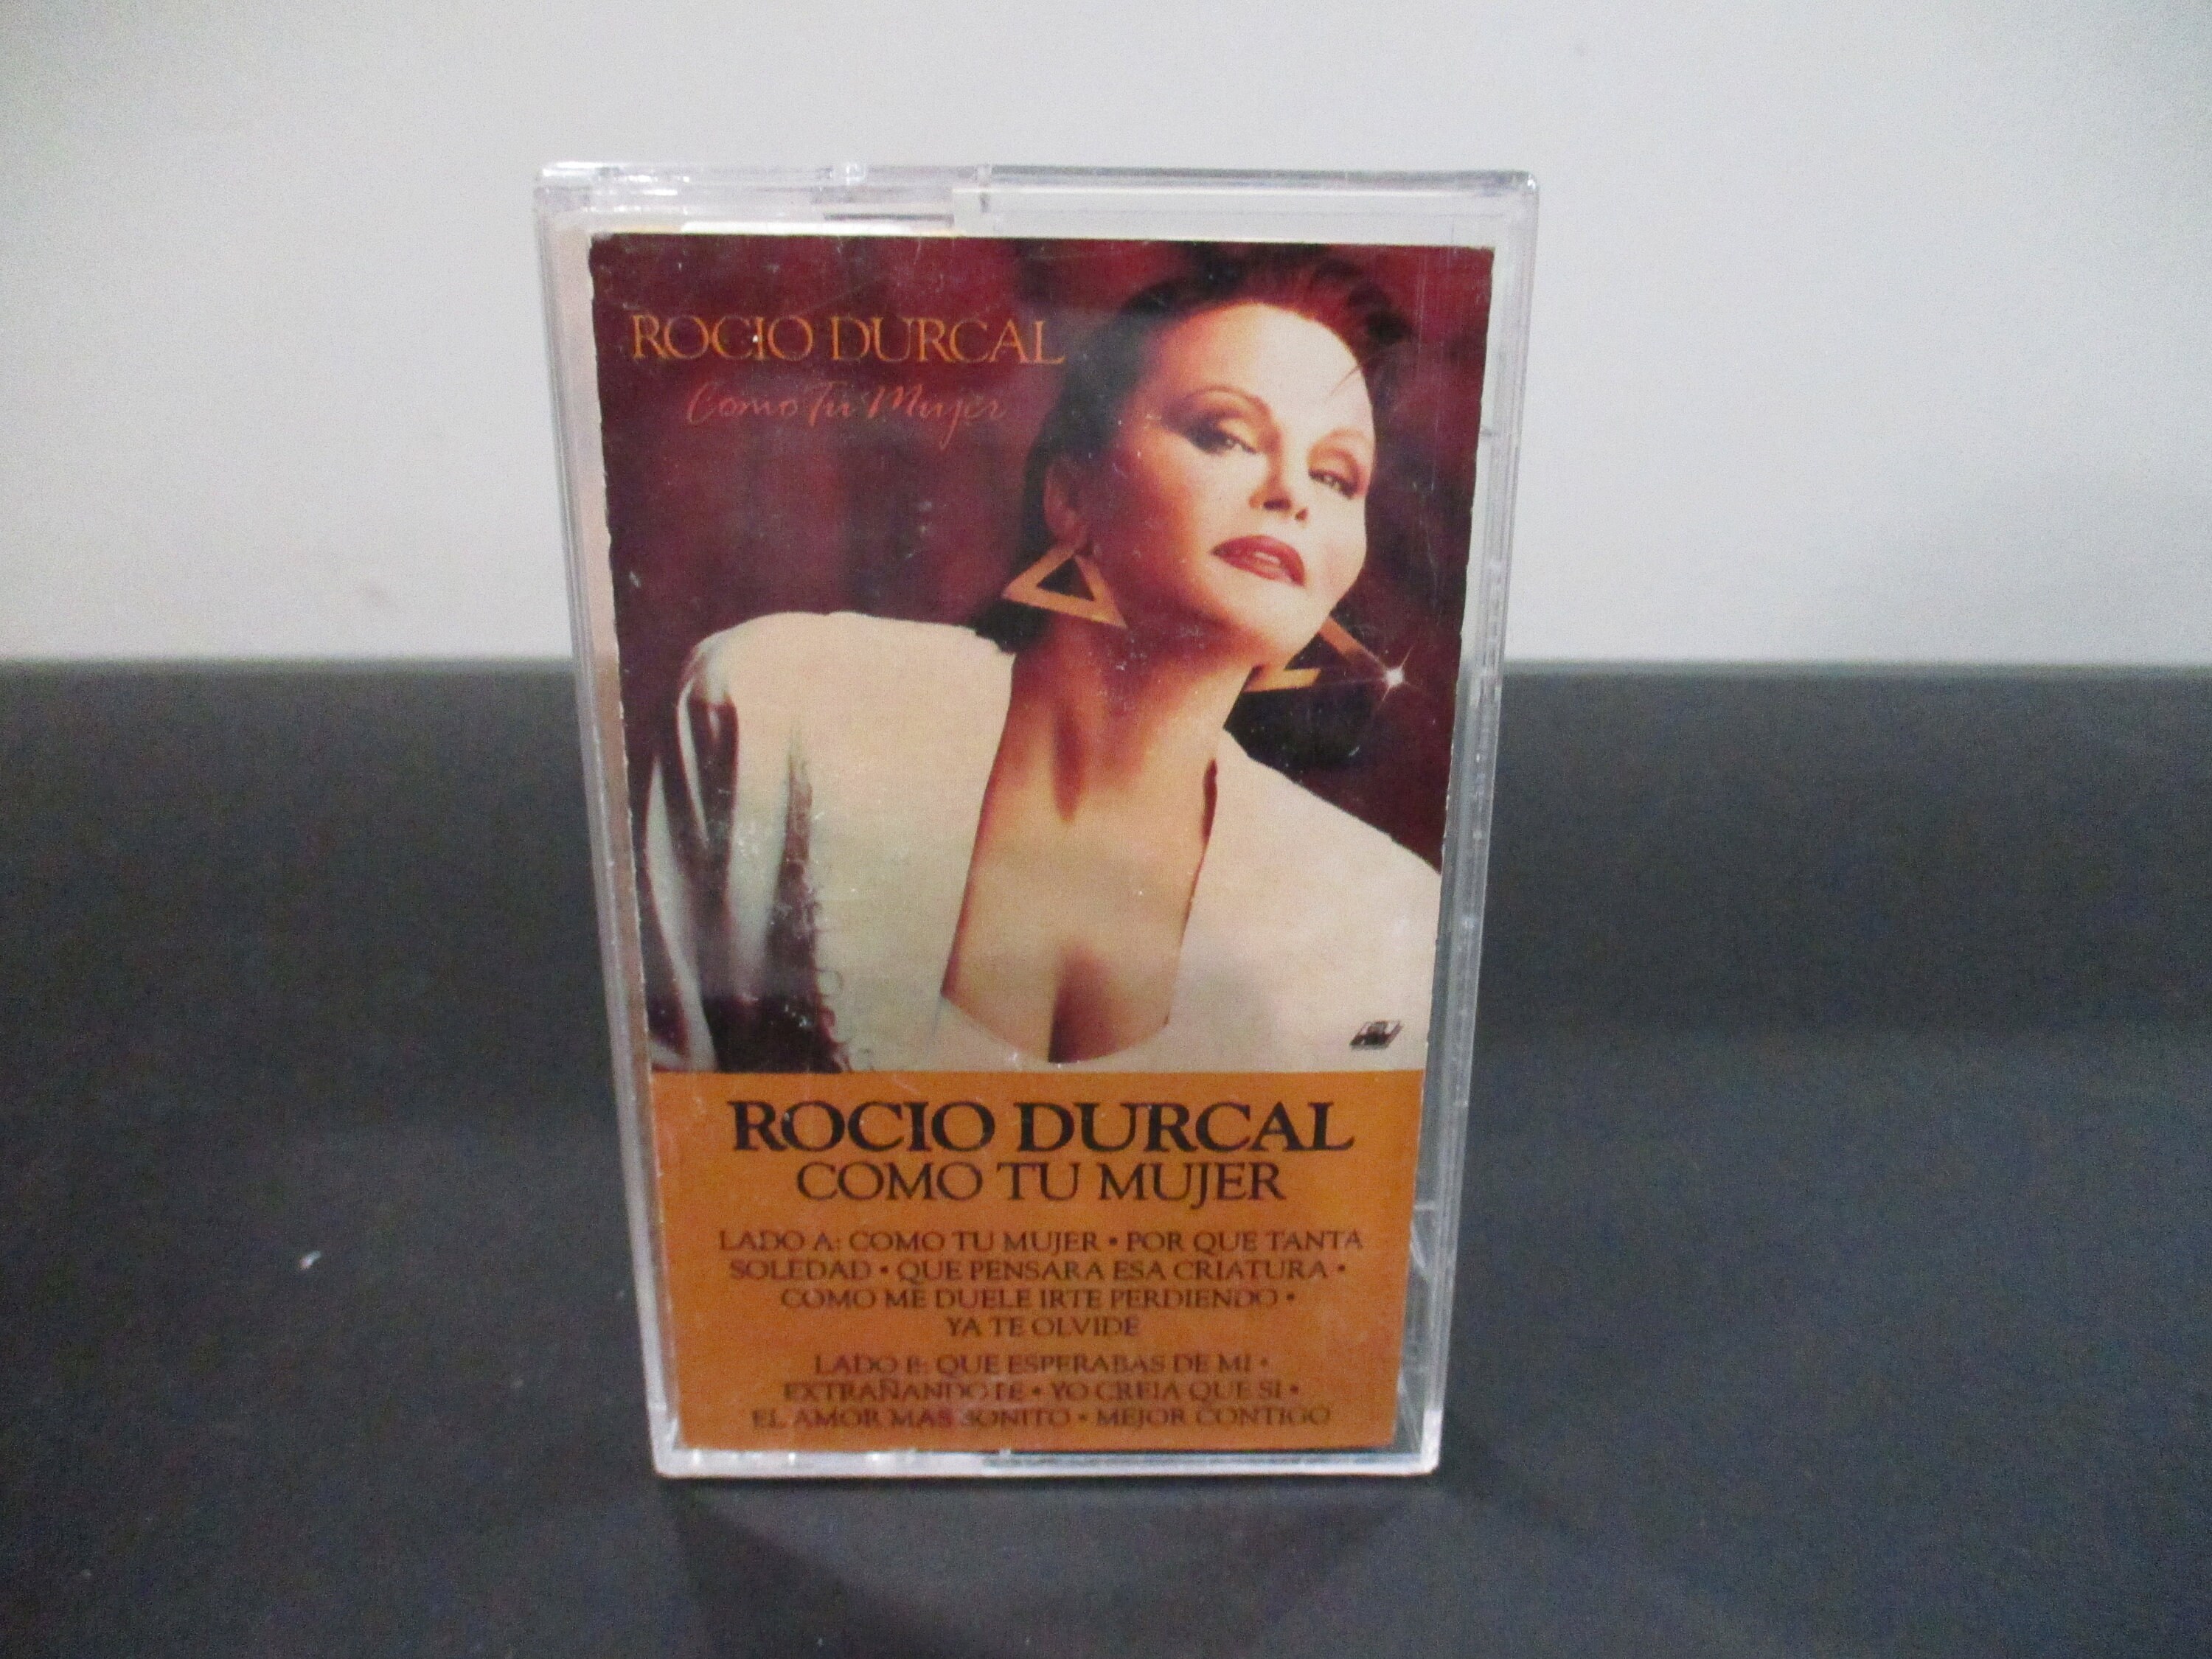 ROCIO DURCAL
Como Tu Mujer
ROCIO DURCAL
COMO TU MUJER
LADO A: COMO TU MUJER • POR QUE TANTA
SOLEDAD • QUE PENSARA ESA CRIATURA •
COMO ME DUELE IRTE PERDIENDO •
YA TE OLVIDE
LADO B: QUE ESPERABAS DE MI •
EXTRAÑANDOTE • YO CREIA QUE SI •
EL AMOR MAS BONITO • MEJOR CONTIGO